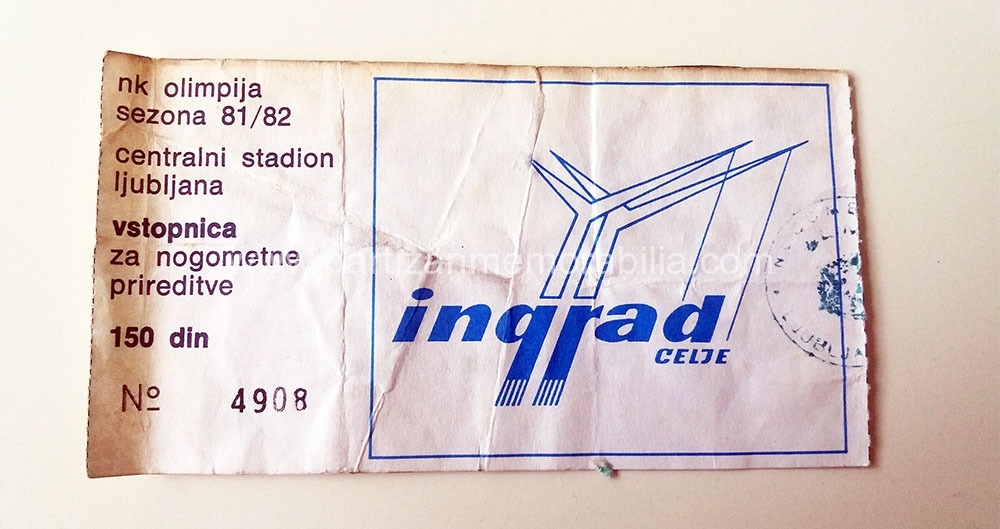 nk olimpija
sezona 81/82
centralni stadion
ljubljana
vstopnica
za nogometne
prireditve
150 din
№ 4908
ingrad
CELJE
partizanmemorabilia.com